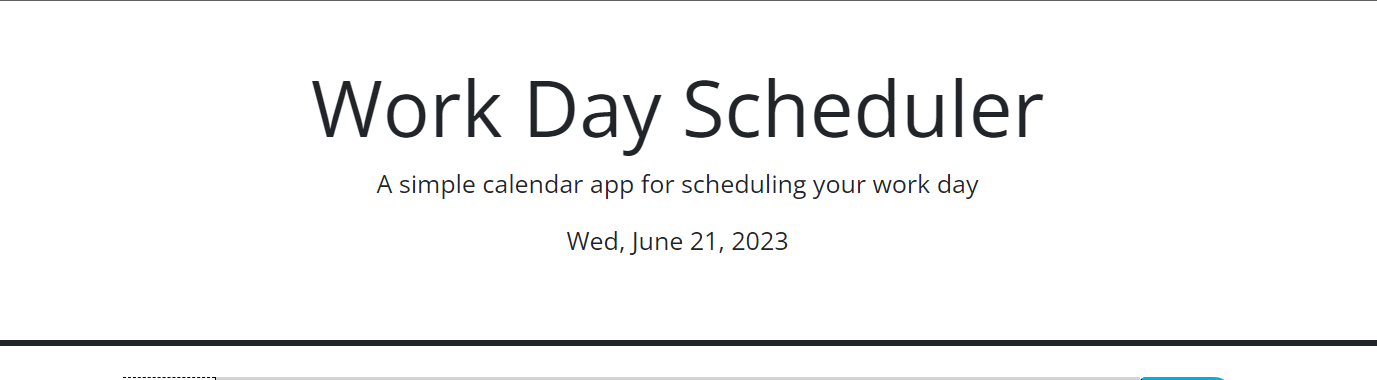 Work Day Scheduler
A simple calendar app for scheduling your work day
Wed, June 21, 2023